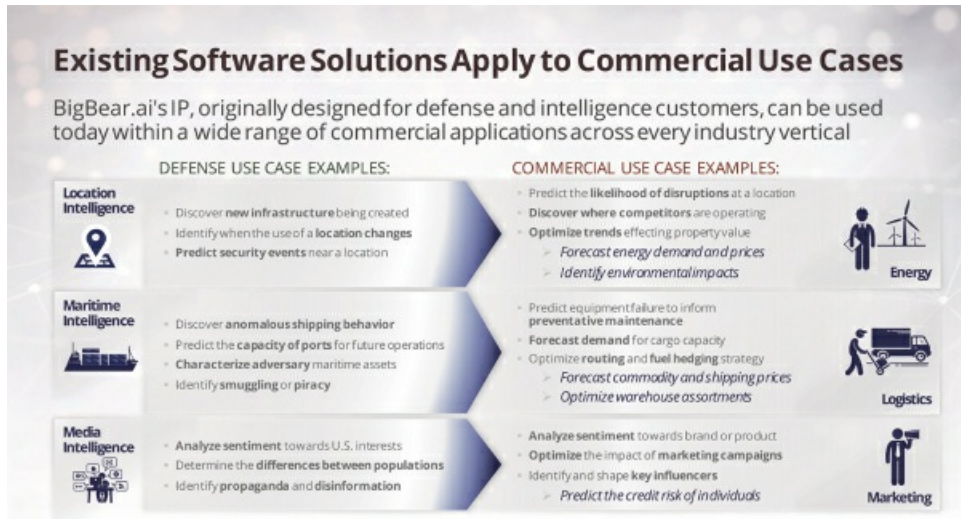 Existing Software Solutions Apply to Commercial Use Cases
BigBear.ai's IP, originally designed for defense and intelligence customers, can be used
today within a wide range of commercial applications across every industry vertical
DEFENSE USE CASE EXAMPLES:
COMMERCIAL USE CASE EXAMPLES:
Location
Intelligence
Discover new infrastructure being created
Identify when the use of a location changes
Predict security events near a location
Predict the likelihood of disruptions at a location
Discover where competitors are operating
Optimize trends effecting property value
Forecast energy demand and prices
Identify environmental impacts
Energy
Maritime
Intelligence
Discover anomalous shipping behavior
Predict the capacity of ports for future operations
Characterize adversary maritime assets
Identify smuggling or piracy
Predict equipment failure to inform
preventative maintenance
Forecast demand for cargo capacity
Optimize routing and fuel hedging strategy
Forecast commodity and shipping prices
Optimize warehouse assortments
Logistics
Media
Intelligence
Analyze sentiment towards U.S. interests
Determine the differences between populations
Identify propaganda and disinformation
Analyze sentiment towards brand or product
Optimize the impact of marketing campaigns
Identify and shape key influencers
Predict the credit risk of individuals
Marketing